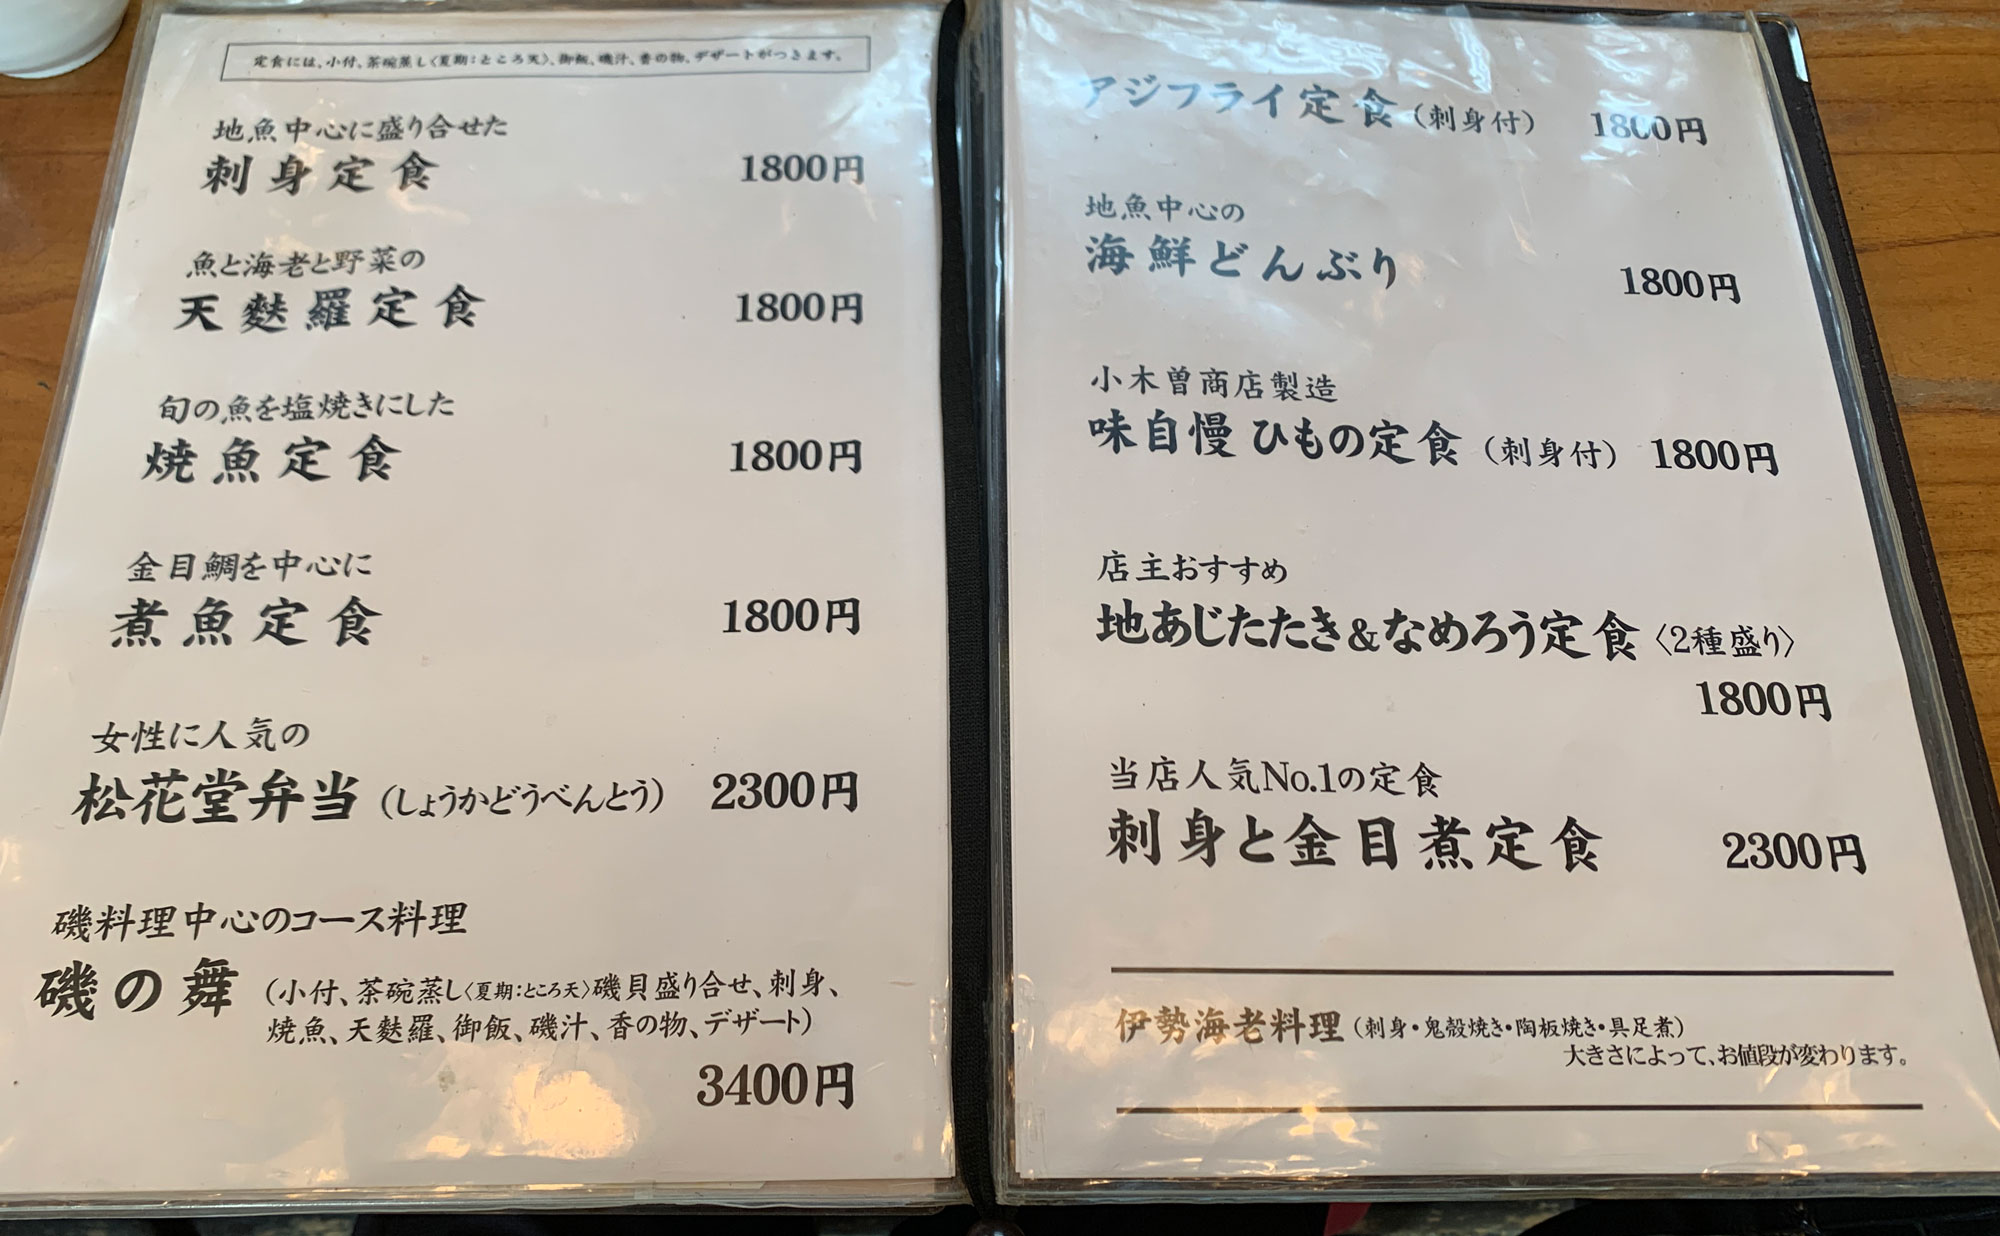 定食には、小付、茶碗蒸し〈夏期：ところ天〉、御飯、磯汁、香の物、デザートがつきます。
地魚中心に盛り合せた
刺身定食 1800円
魚と海老と野菜の
天麩羅定食 1800円
旬の魚を塩焼きにした
焼魚定食 1800円
金目鯛を中心に
煮魚定食 1800円
女性に人気の
松花堂弁当（しょうかどうべんとう） 2300円
磯料理中心のコース料理
磯の舞（小付、茶碗蒸し〈夏期：ところ天〉磯貝盛り合せ、刺身、
焼魚、天麩羅、御飯、磯汁、香の物、デザート）
3400円
アジフライ定食（刺身付） 1800円
地魚中心の
海鮮どんぶり 1800円
小木曽商店製造
味自慢 ひもの定食（刺身付） 1800円
店主おすすめ
地あじたたき&なめろう定食〈2種盛り〉
1800円
当店人気No.1の定食
刺身と金目煮定食 2300円
伊勢海老料理（刺身・鬼殻焼き・陶板焼き・具足煮）
大きさによって、お値段が変わります。